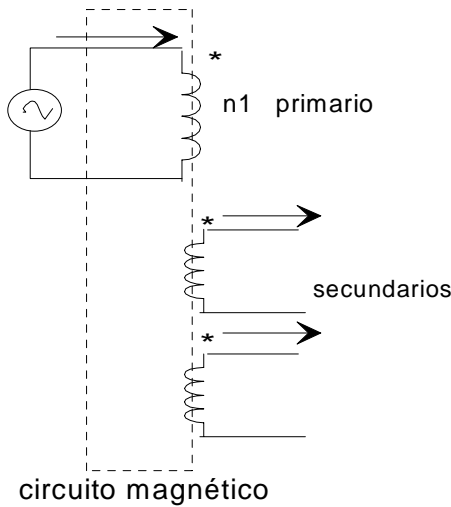 *
n1 primario
*
secundarios
*
circuito magnético